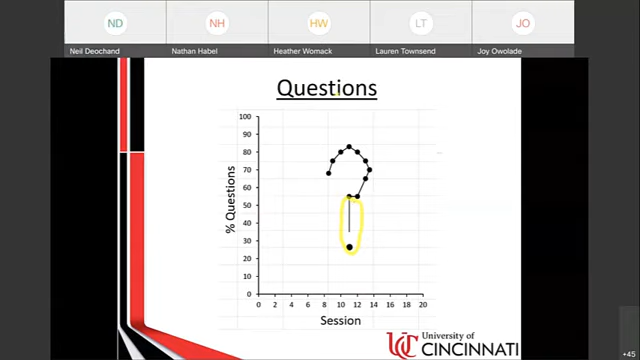 ND
NH
HW
LT
JO
Neil Deochand
Nathan Habel
Heather Womack
Lauren Townsend
Joy Owolade
Questions
100
90
80
70
60
50
40
30
20
10
0
% Questions
0 2 4 6 8 10 12 14 16 18 20
Session
UC
University of
CINCINNATI
+45